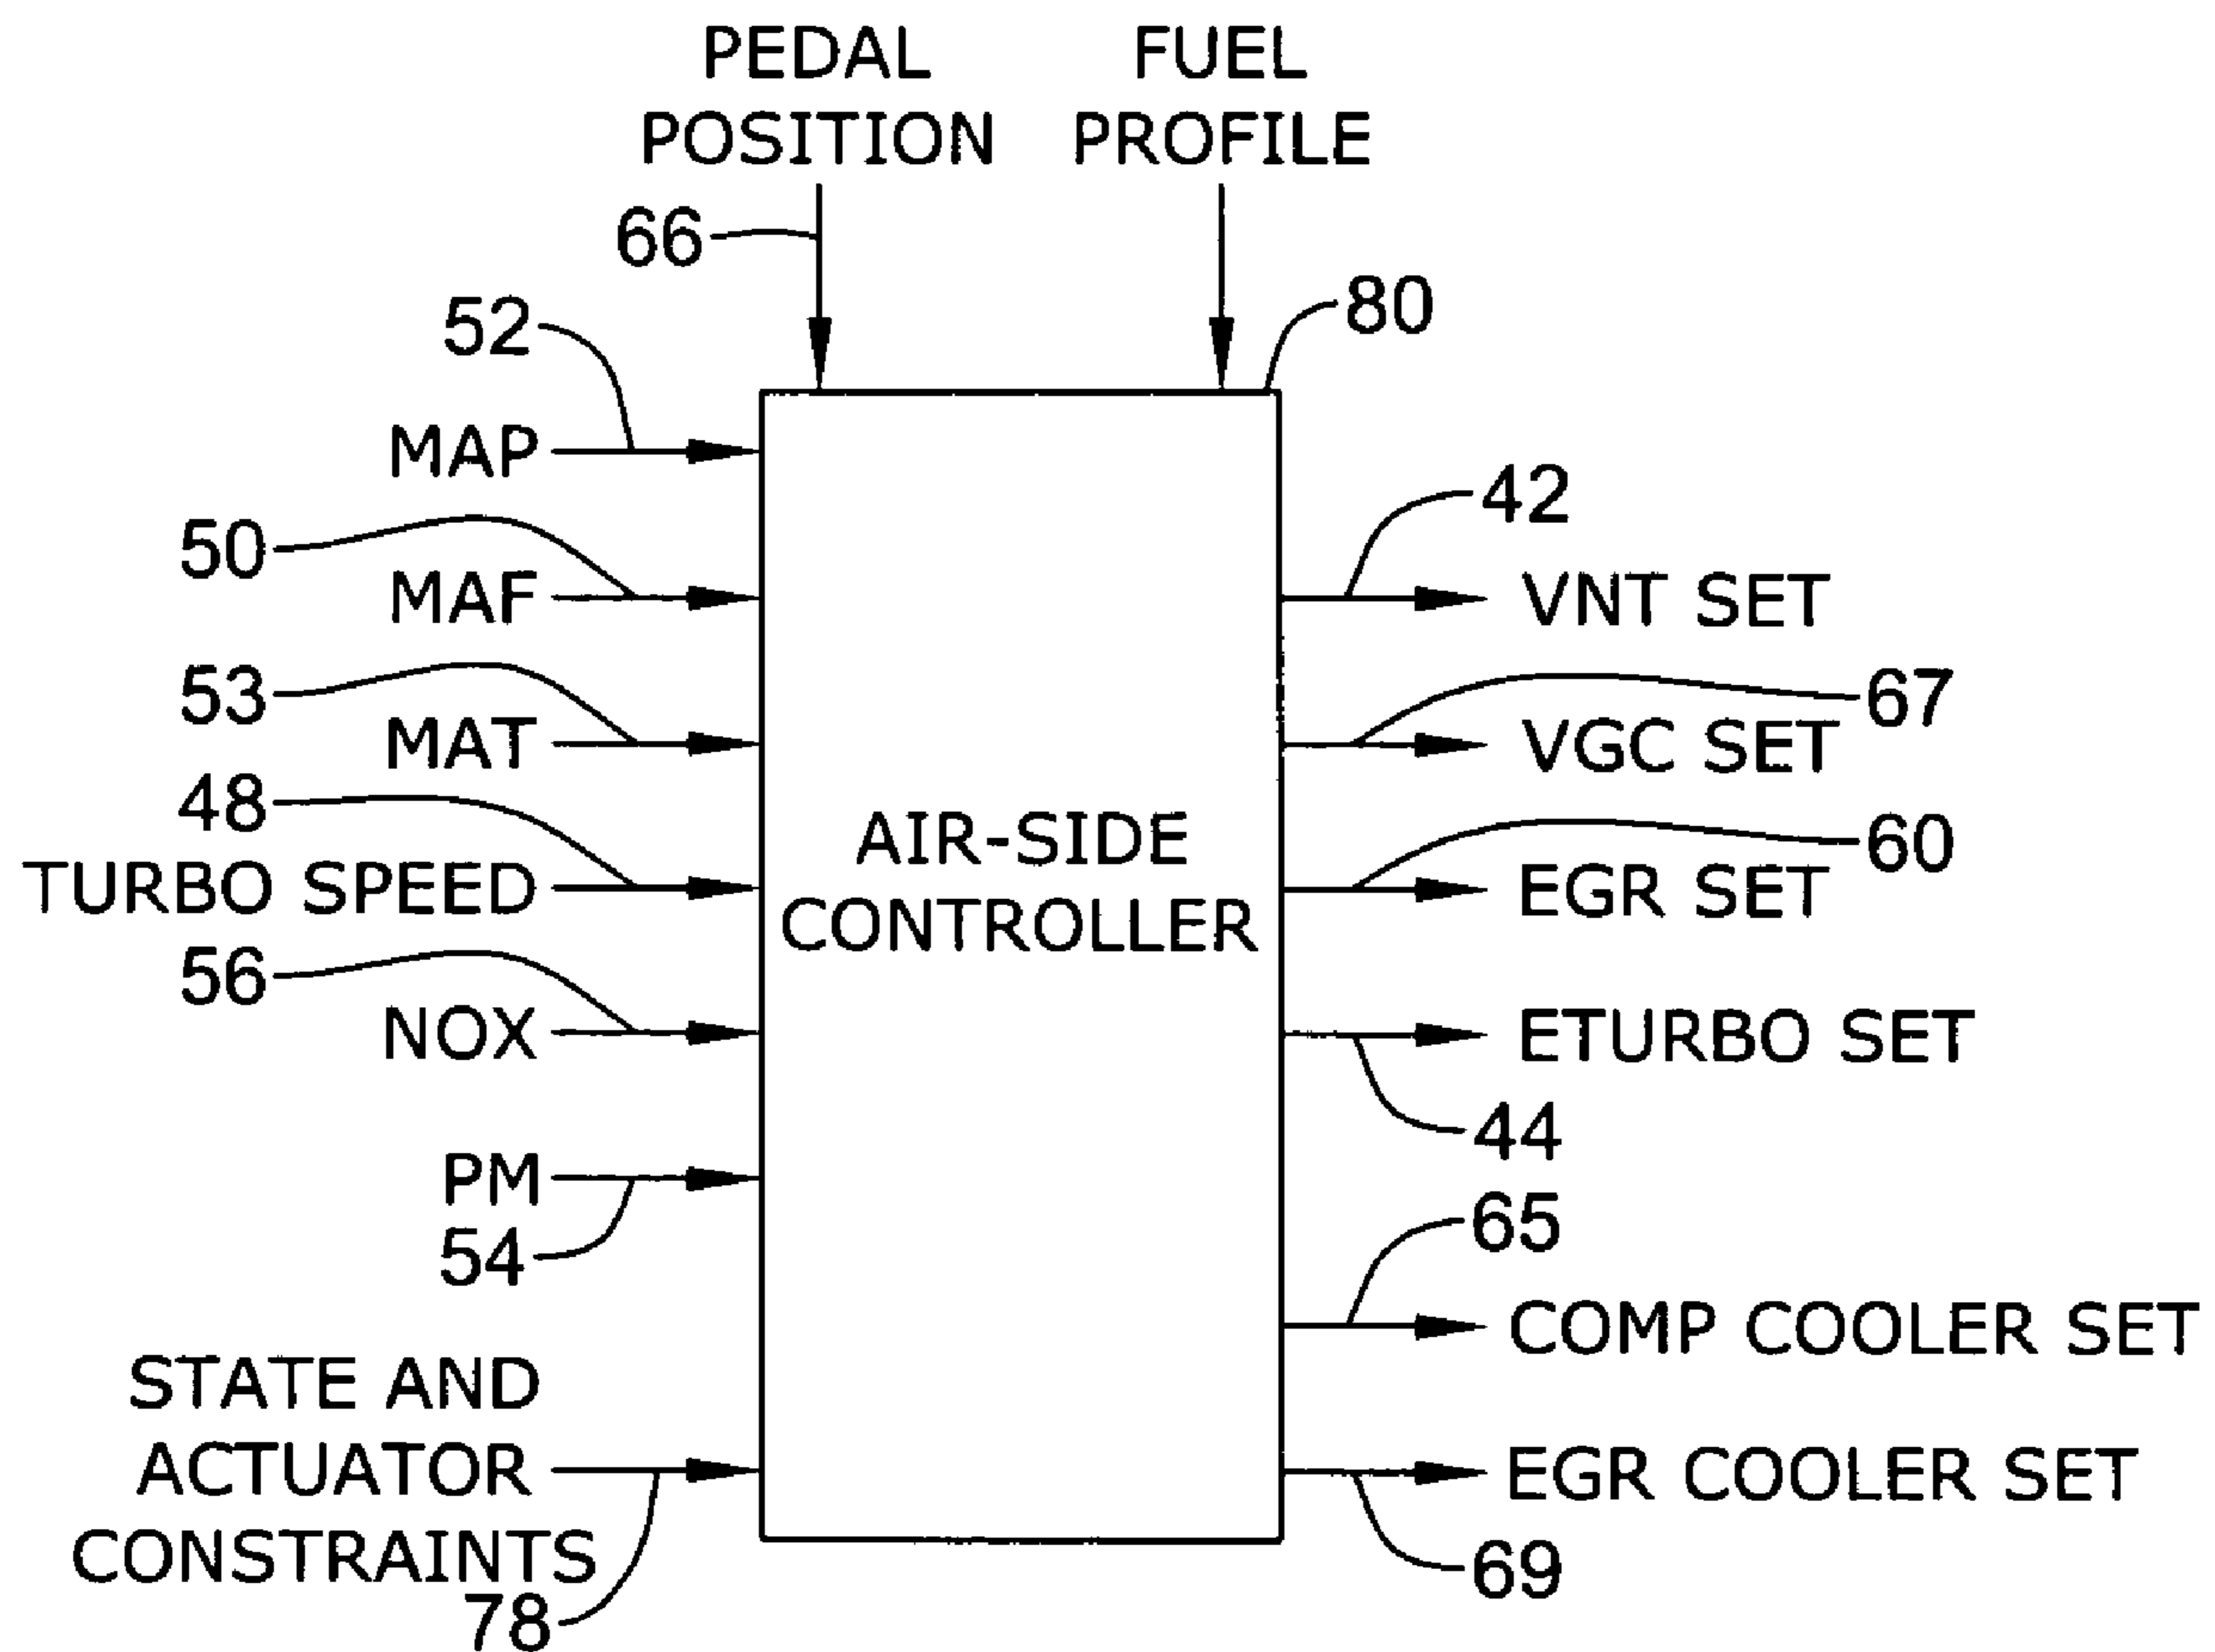 PEDAL
POSITION
FUEL
PROFILE
66
80
52
MAP
50
MAF
53
MAT
48
TURBO SPEED
56
NOX
PM
54
STATE AND
ACTUATOR
CONSTRAINTS
78
AIR-SIDE
CONTROLLER
42
VNT SET
67
VGC SET
60
EGR SET
ETURBO SET
44
65
COMP COOLER SET
EGR COOLER SET
69